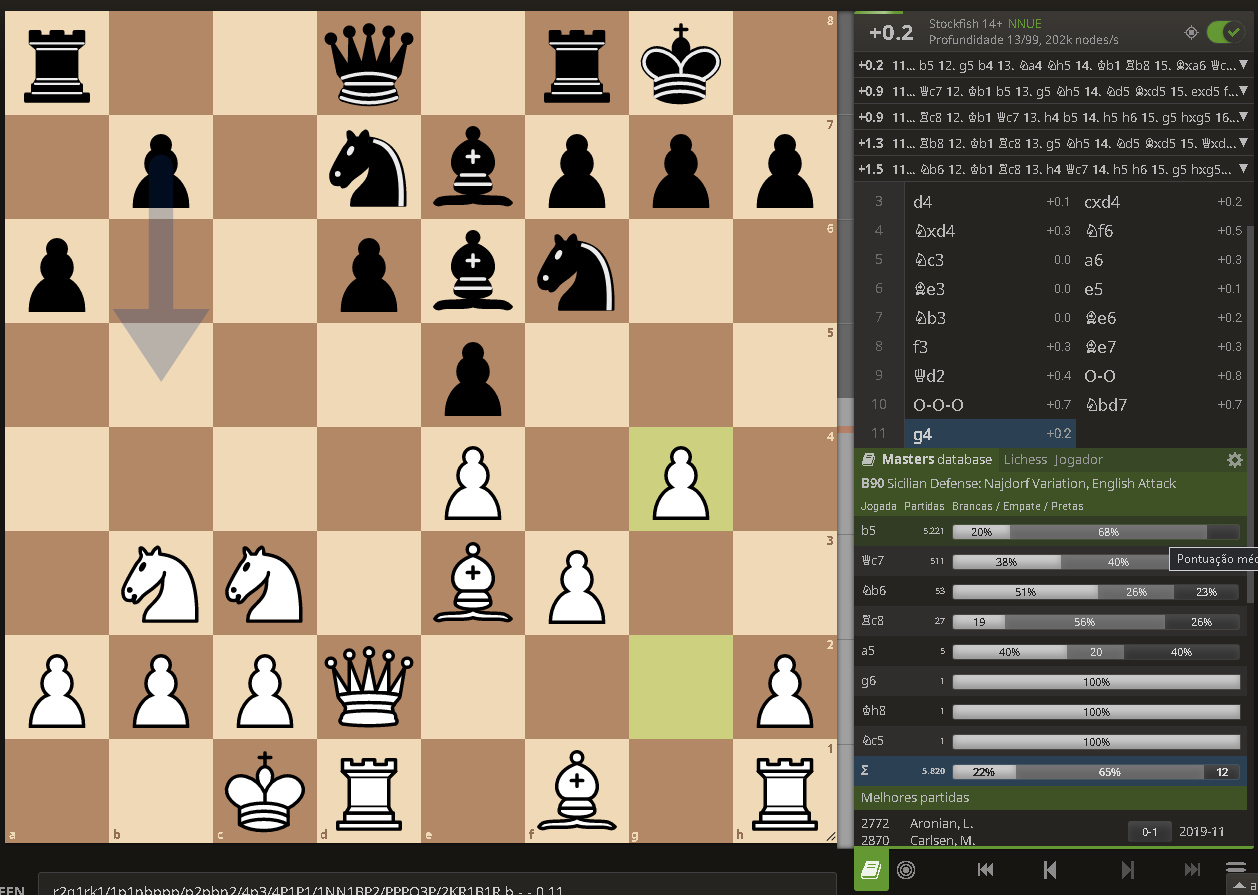 8
7
6
5
4
3
2
1
a b c d e f g h
FEN r2q1rk1/1p1nbppp/p2pbn2/4p3/4P1P1/1NN1BP2/PPPQ3P/2KR1B1R b - - 0 11
+0.2 Stockfish 14+ NNUE
Profundidade 13/99, 202k nodes/s
+0.2 11... b5 12. g5 b4 13. ♘a4 ♘h5 14. ♔b1 ♖b8 15. ♗xa6 ♕c...
+0.9 11... ♕c7 12. ♔b1 b5 13. g5 ♘h5 14. ♘d5 ♗xd5 15. exd5 f...
+0.9 11... ♖c8 12. ♔b1 ♕c7 13. h4 b5 14. h5 h6 15. g5 hxg5 16...
+1.3 11... ♖b8 12. ♔b1 ♖c8 13. g5 ♘h5 14. ♘d5 ♗xd5 15. ♕xd...
+1.5 11... ♘b6 12. ♔b1 ♖c8 13. h4 ♕c7 14. h5 h6 15. g5 hxg5...
3 d4 +0.1 cxd4 +0.2
4 ♘xd4 +0.3 ♘f6 +0.5
5 ♘c3 0.0 a6 +0.3
6 ♗e3 0.0 e5 +0.1
7 ♘b3 0.0 ♗e6 +0.2
8 f3 +0.3 ♗e7 +0.3
9 ♕d2 +0.4 O-O +0.8
10 O-O-O +0.7 ♘bd7 +0.7
11 g4 +0.2
Masters database Lichess Jogador
B90 Sicilian Defense: Najdorf Variation, English Attack
Jogada Partidas Brancas / Empate / Pretas
b5 5.221 20% 68%
Pontuação méd
♕c7 511 38% 40%
♘b6 53 51% 26% 23%
♖c8 27 19 56% 26%
a5 5 40% 20 40%
g6 1 100%
♔h8 1 100%
♘c5 1 100%
Σ 5.820 22% 65% 12
Melhores partidas
2772 Aronian, L.
2870 Carlsen, M.
0-1 2019-11